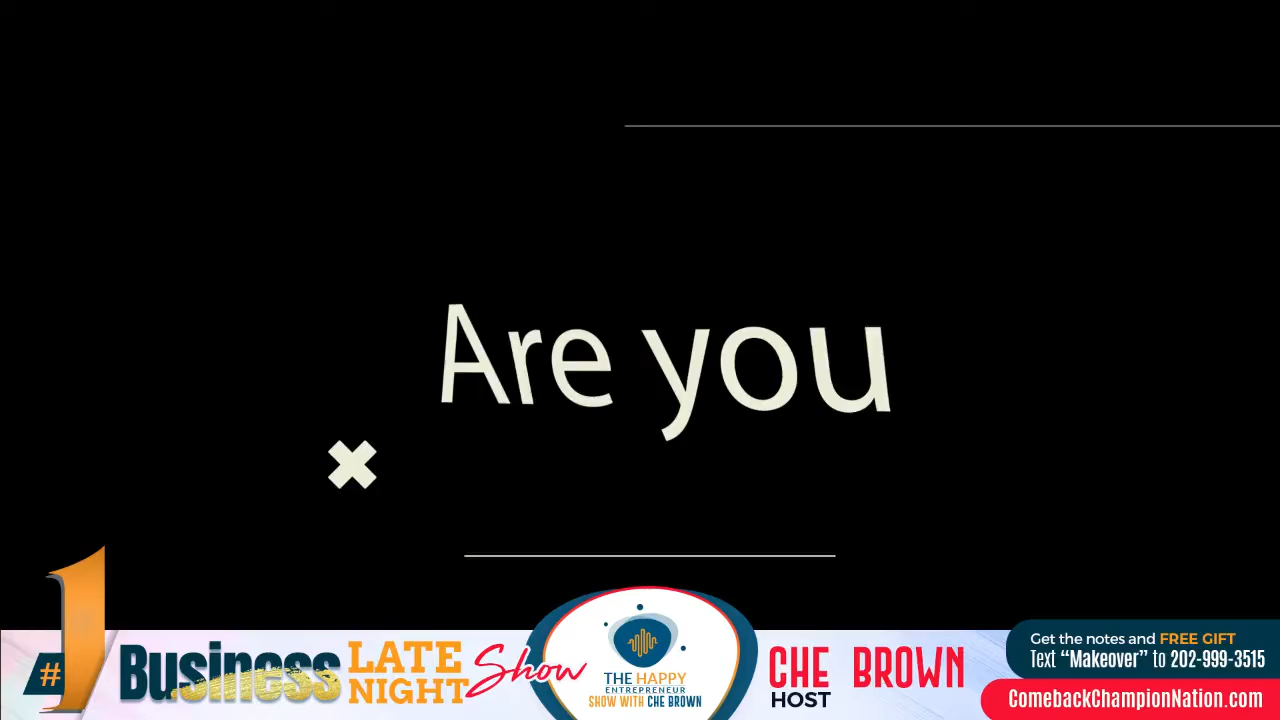 Are you
#1 Business LATE NIGHT Show
THE HAPPY
ENTREPRENEUR
SHOW WITH CHE BROWN
CHE BROWN
HOST
Get the notes and FREE GIFT
Text “Makeover” to 202-999-3515
ComebackChampionNation.com